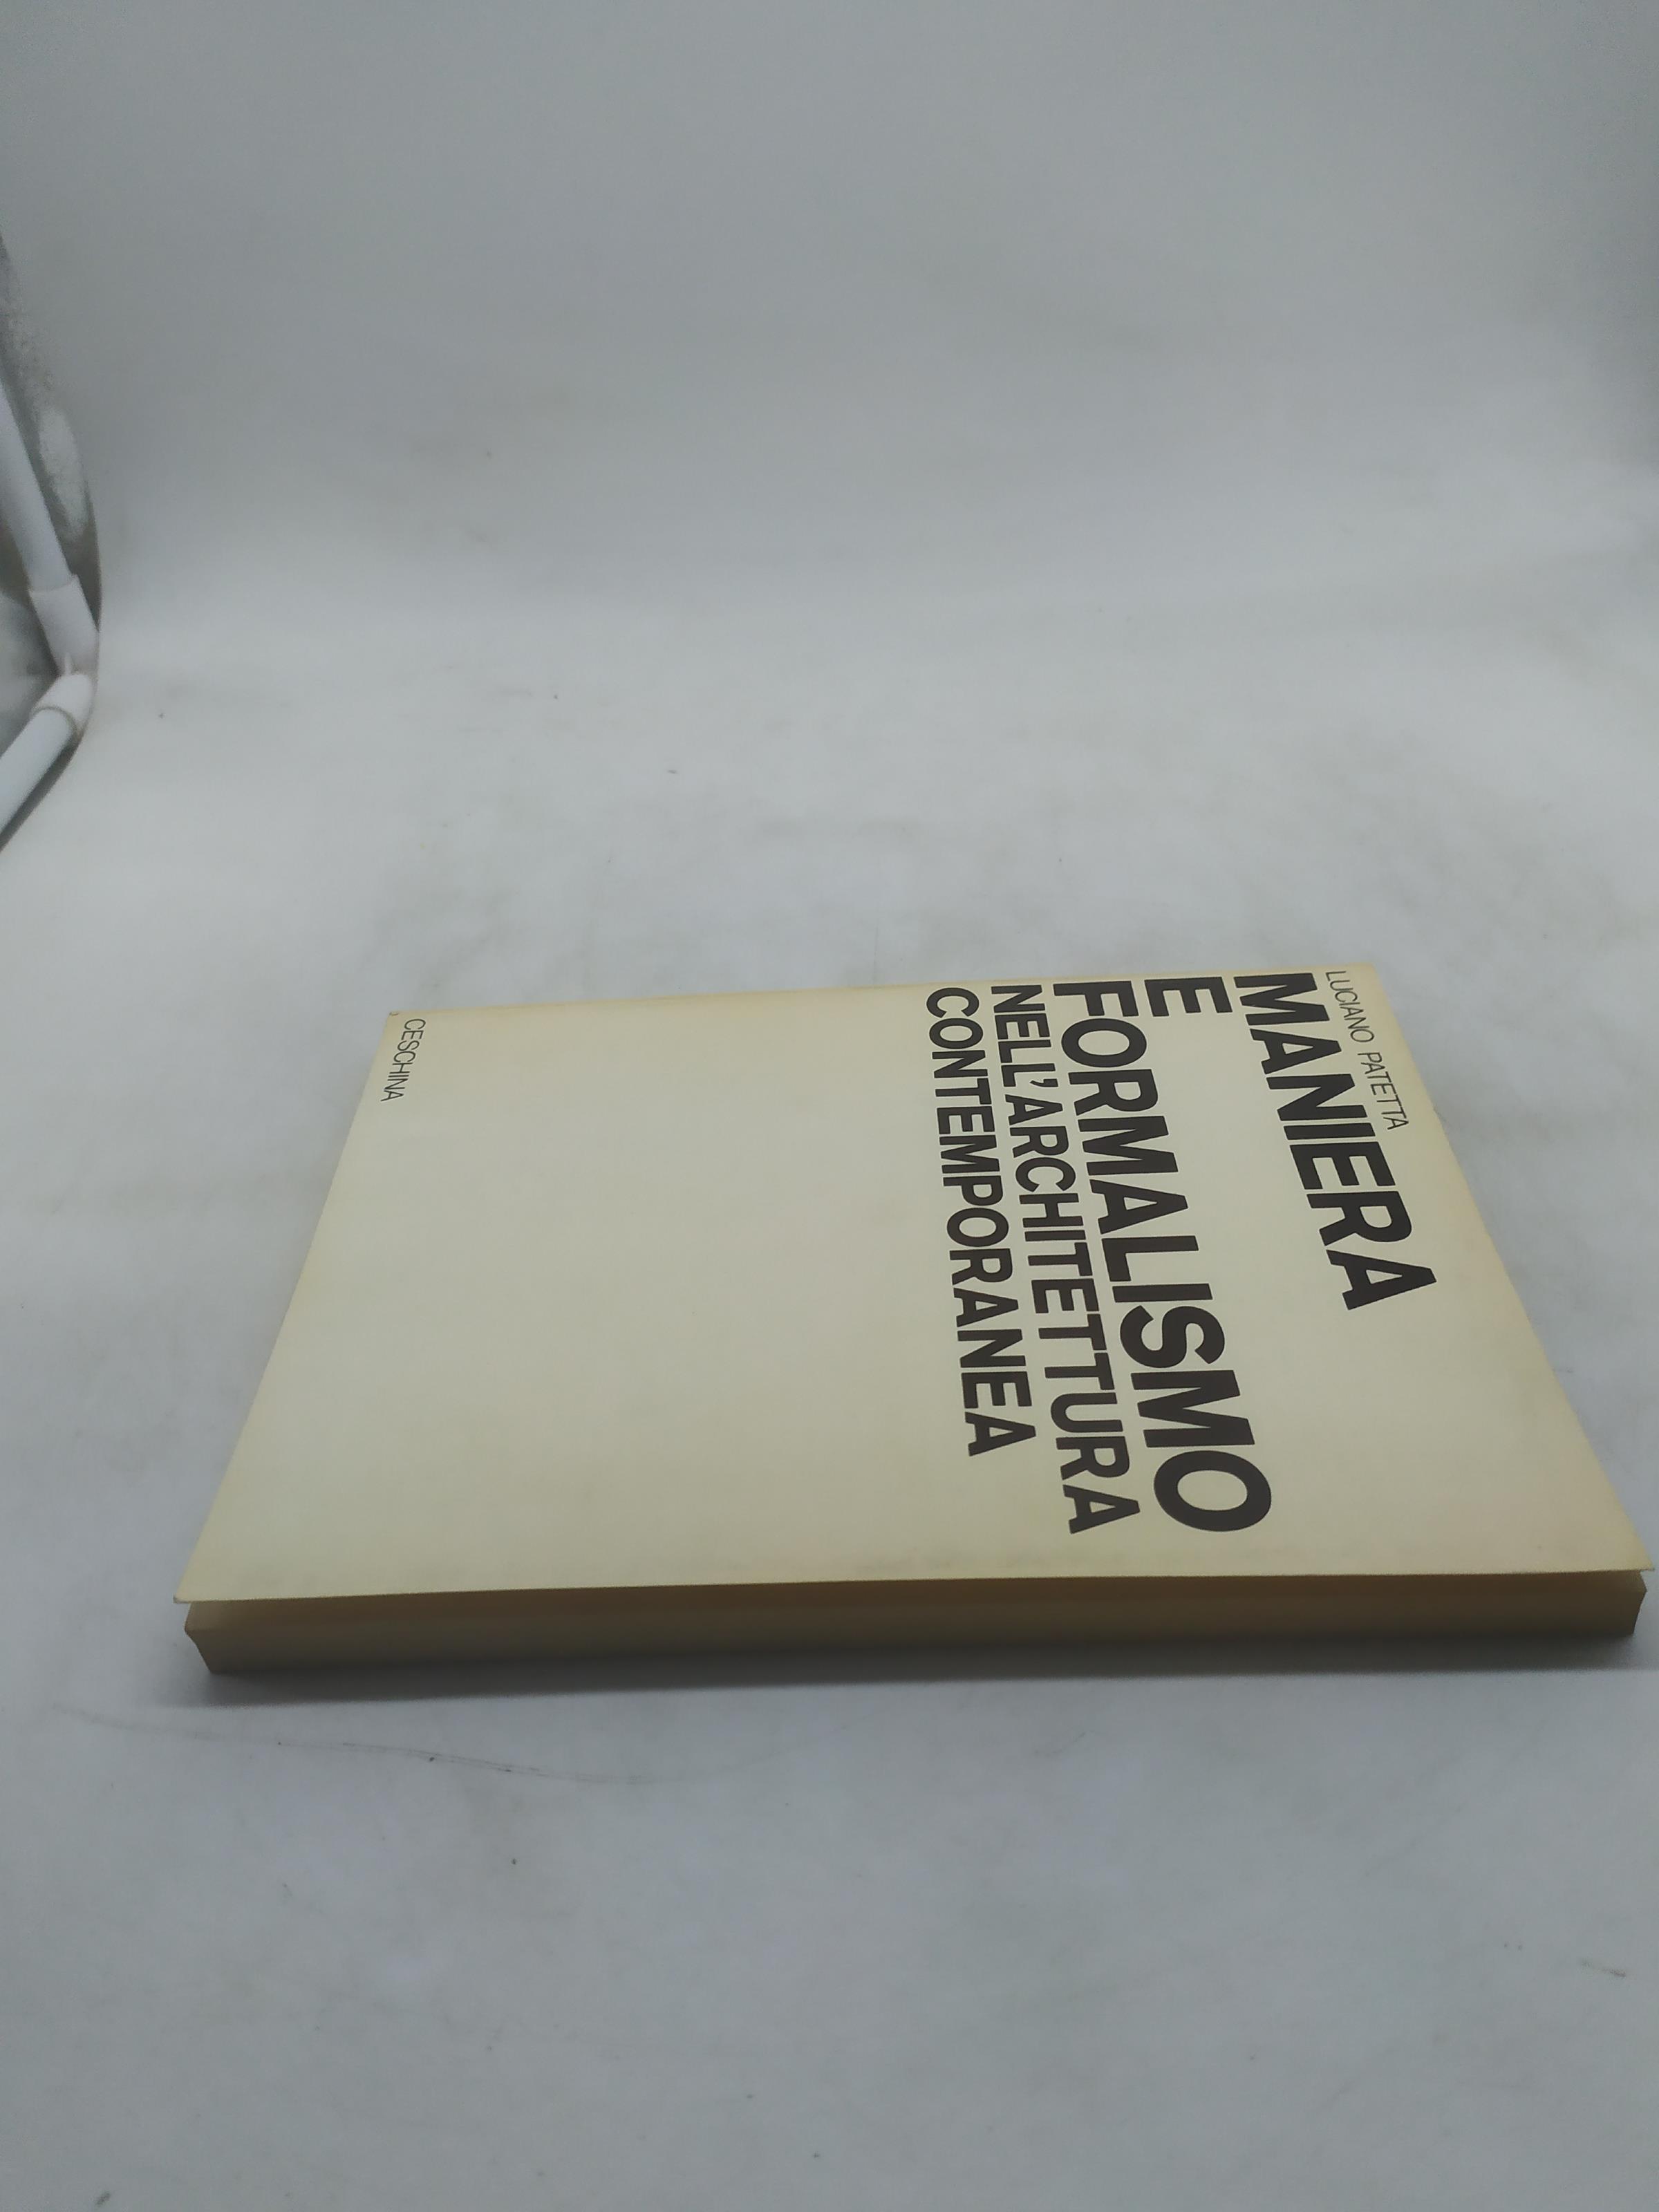 LUCIANO PATETTA
MANIERA
E
FORMALISMO
NELL'ARCHITETTURA
CONTEMPORANEA
CESCHINA